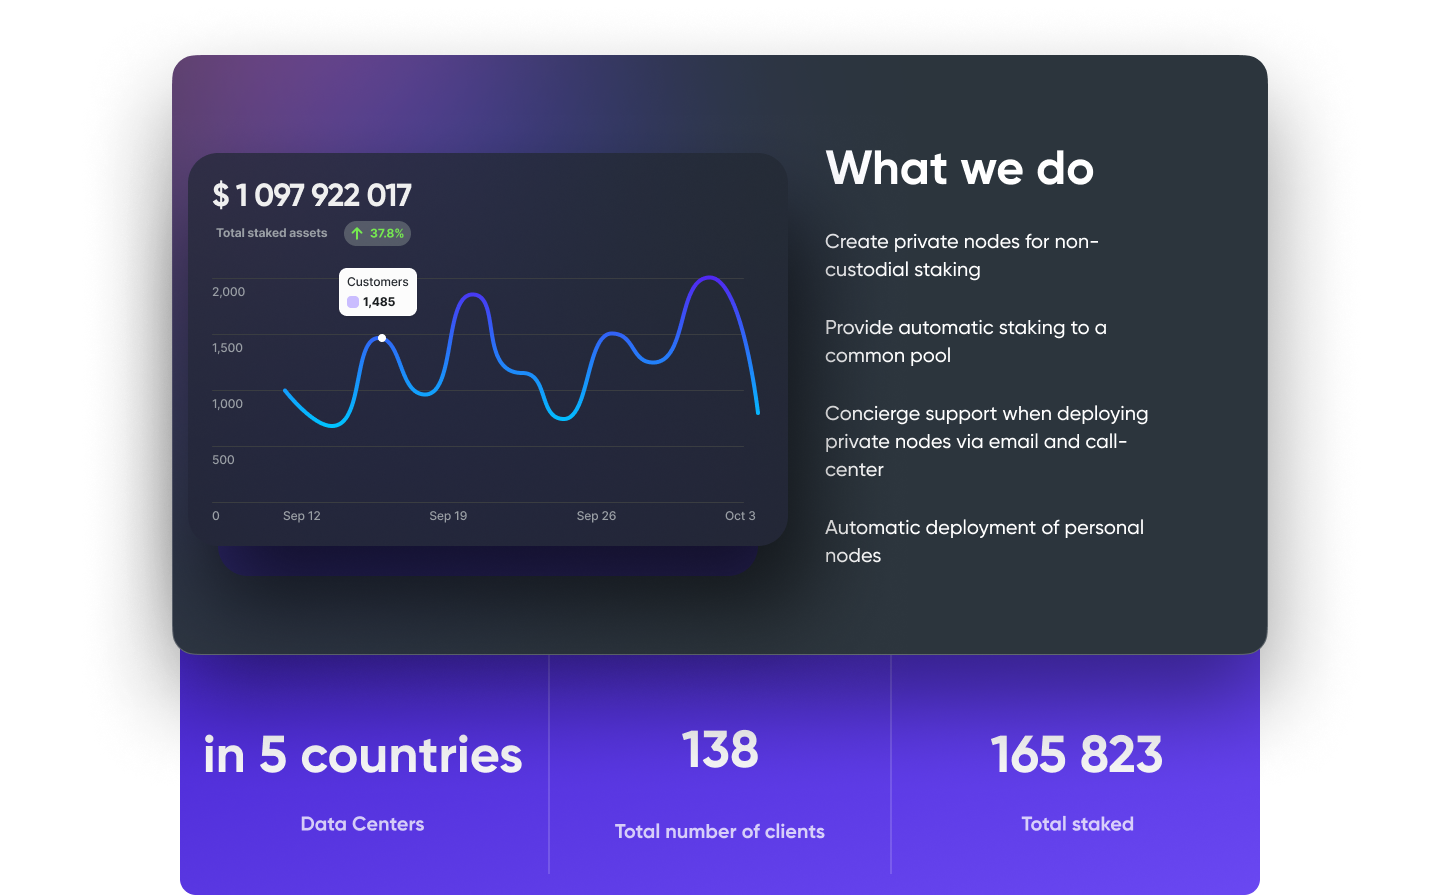 $ 1 097 922 017
Total staked assets
37.8%
Customers
1,485
2,000
1,500
1,000
500
0
Sep 12
Sep 19
Sep 26
Oct 3
What we do
Create private nodes for non-
custodial staking
Provide automatic staking to a
common pool
Concierge support when deploying
private nodes via email and call-
center
Automatic deployment of personal
nodes
in 5 countries
Data Centers
138
Total number of clients
165 823
Total staked